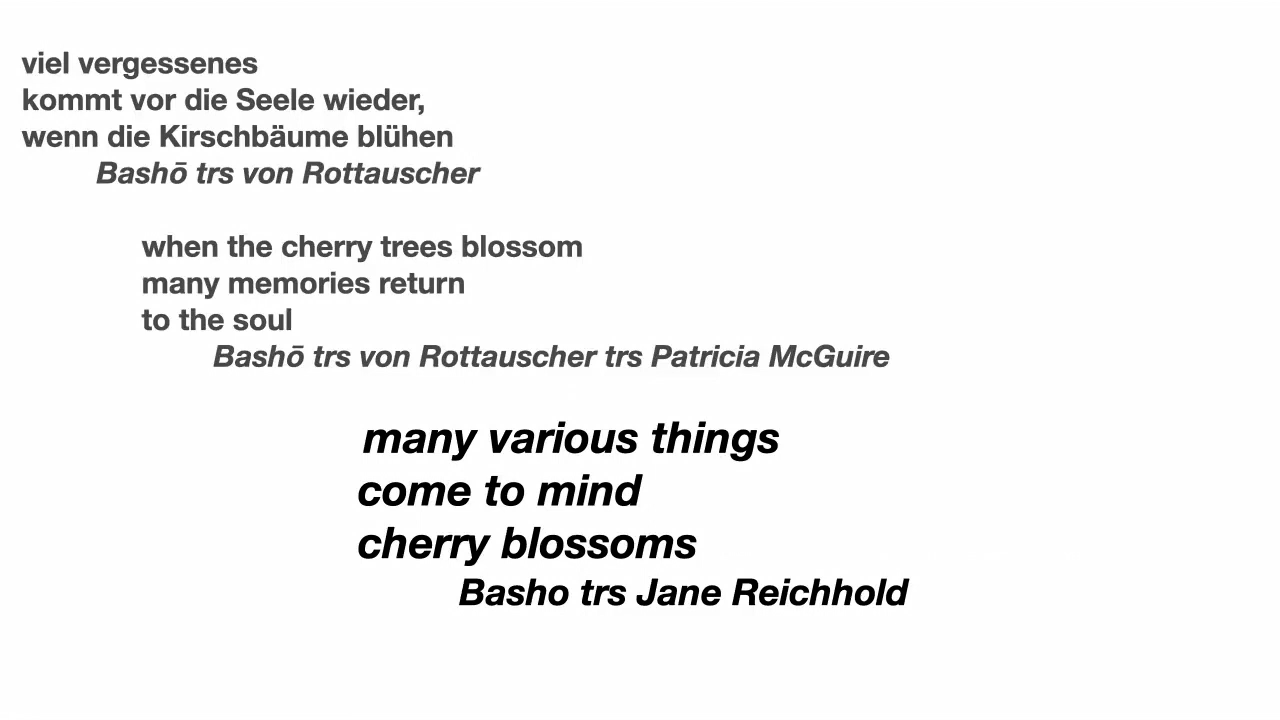 viel vergessenes
kommt vor die Seele wieder,
wenn die Kirschbäume blühen
Bashō trs von Rottauscher
when the cherry trees blossom
many memories return
to the soul
Bashō trs von Rottauscher trs Patricia McGuire
many various things
come to mind
cherry blossoms
Basho trs Jane Reichhold